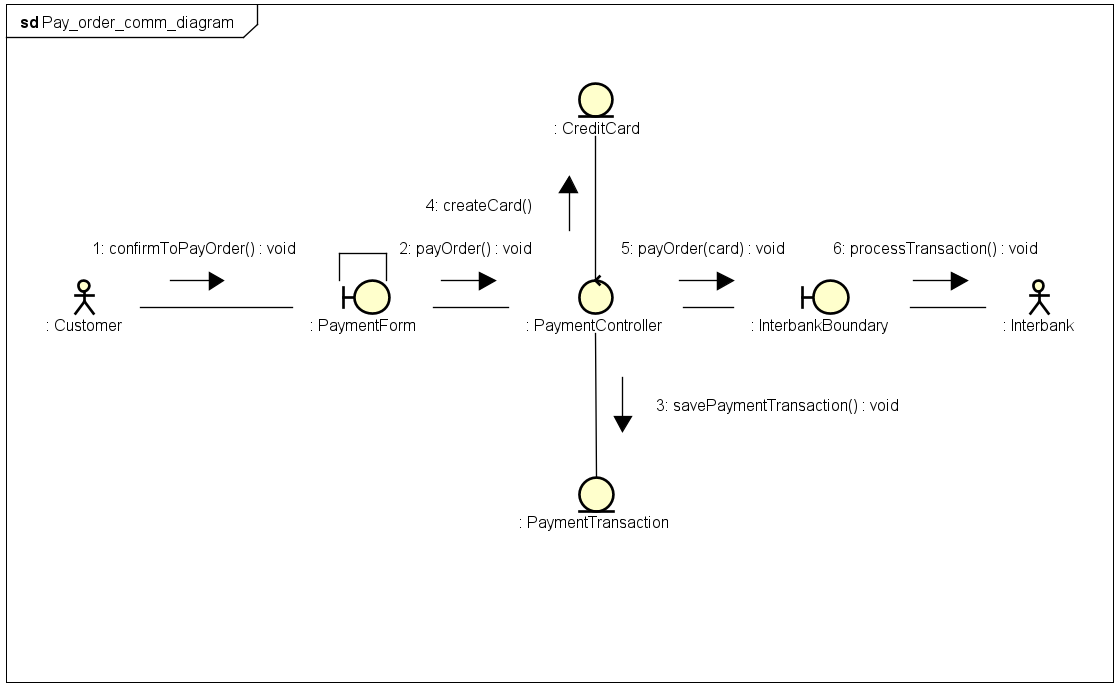 sd Pay_order_comm_diagram
: CreditCard
4: createCard()
1: confirmToPayOrder() : void
2: payOrder() : void
5: payOrder(card) : void
6: processTransaction() : void
: Customer
: PaymentForm
: PaymentController
: InterbankBoundary
: Interbank
3: savePaymentTransaction() : void
: PaymentTransaction